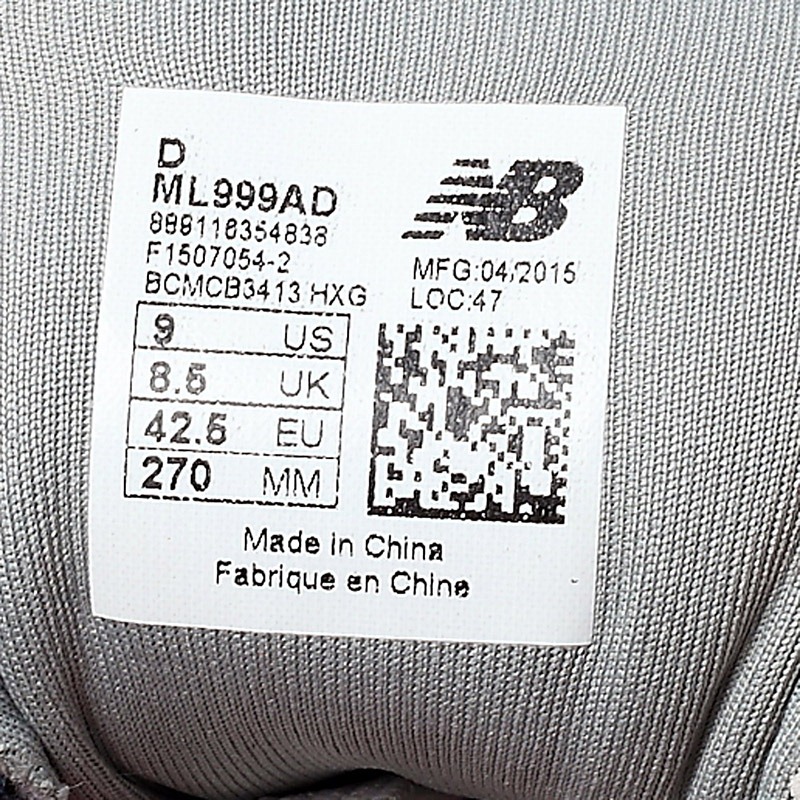 D
ML999AD
NB
888118354838
F1507054-2
BCMCB3413 HXG
MFG:04/2015
LOC:47
9 US
8.5 UK
42.5 EU
270 MM
Made in China
Fabrique en Chine